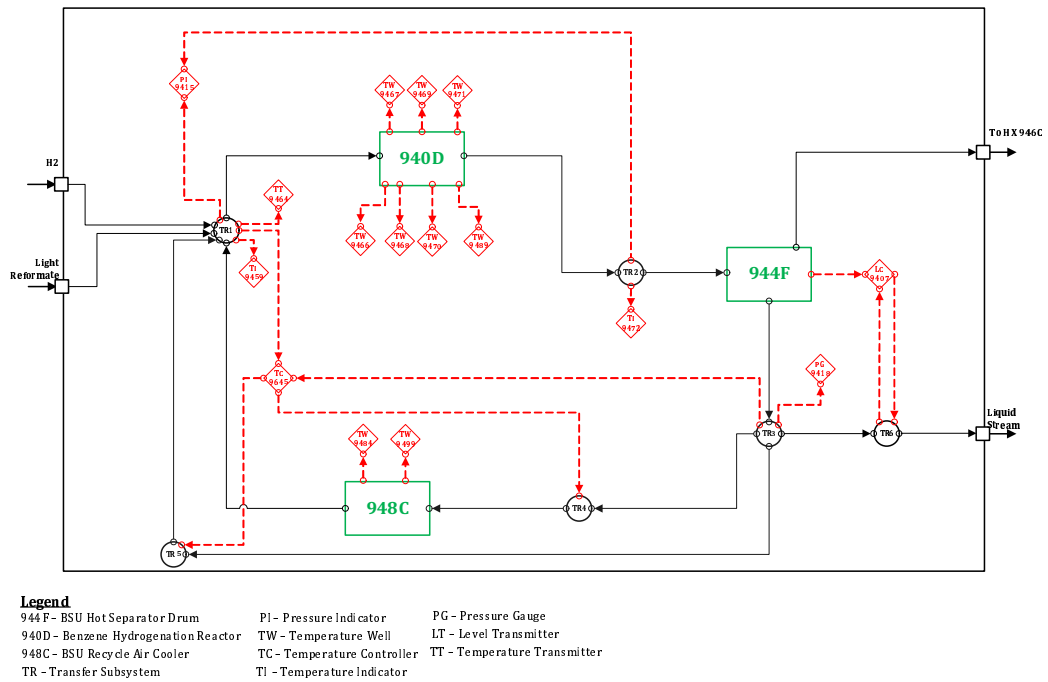 PI
9415
TW
9467
TW
9469
TW
9471
To HX 946C
940D
H2
TT
9464
TR1
TW
9466
TW
9468
TW
9470
TW
9489
TI
9459
Light
Reformate
TR2
944F
LC
9407
TI
9472
TC
9645
PG
9418
Liquid
Stream
TR3
TR6
TW
9484
TW
9499
948C
TR4
TR5
Legend
944F – BSU Hot Separator Drum
940D – Benzene Hydrogenation Reactor
948C – BSU Recycle Air Cooler
TR – Transfer Subsystem
PI – Pressure Indicator
TW – Temperature Well
TC – Temperature Controller
TI – Temperature Indicator
PG – Pressure Gauge
LT – Level Transmitter
TT – Temperature Transmitter